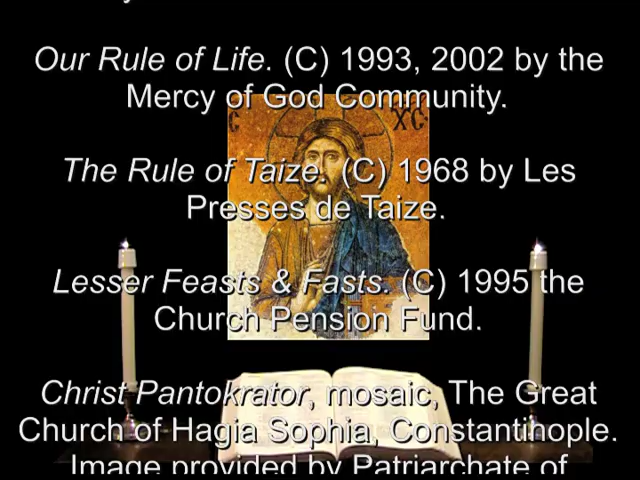 Our Rule of Life. (C) 1993, 2002 by the
Mercy of God Community.
The Rule of Taize. (C) 1968 by Les
Presses de Taize.
Lesser Feasts & Fasts. (C) 1995 the
Church Pension Fund.
Christ Pantokrator, mosaic, The Great
Church of Hagia Sophia, Constantinople.
Image provided by Patriarchate of